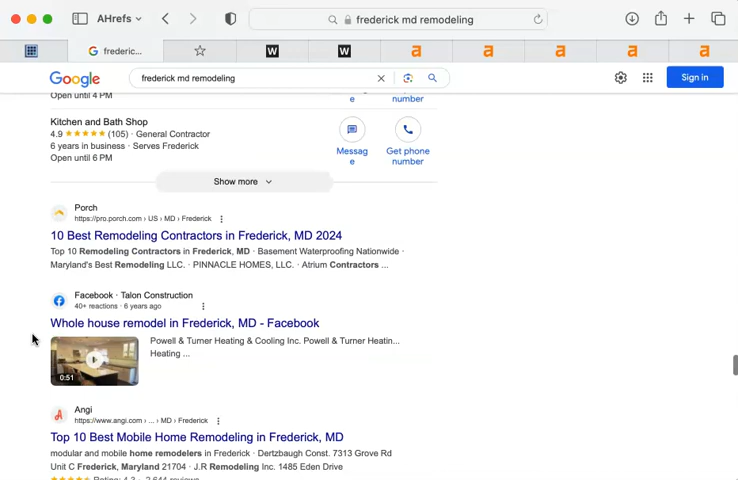 AHrefs
frederick md remodeling
frederic...
W
W
a
a
a
a
a
Google
frederick md remodeling
Sign in
Open until 4 PM
e
number
Kitchen and Bath Shop
4.9 ★★★★★ (105) · General Contractor
6 years in business · Serves Frederick
Open until 6 PM
Messag
e
Get phone
number
Show more
Porch
https://pro.porch.com › US › MD › Frederick
10 Best Remodeling Contractors in Frederick, MD 2024
Top 10 Remodeling Contractors in Frederick, MD · Basement Waterproofing Nationwide ·
Maryland's Best Remodeling LLC. · PINNACLE HOMES, LLC. · Atrium Contractors ...
Facebook · Talon Construction
40+ reactions · 6 years ago
Whole house remodel in Frederick, MD - Facebook
0:51
Powell & Turner Heating & Cooling Inc. Powell & Turner Heatin...
Heating ...
Angi
https://www.angi.com › ... › MD › Frederick
Top 10 Best Mobile Home Remodeling in Frederick, MD
modular and mobile home remodelers in Frederick · Dertzbaugh Const. 7313 Grove Rd
Unit C Frederick, Maryland 21704 · J.R Remodeling Inc. 1485 Eden Drive
Rating: 4.3 · 2,644 reviews